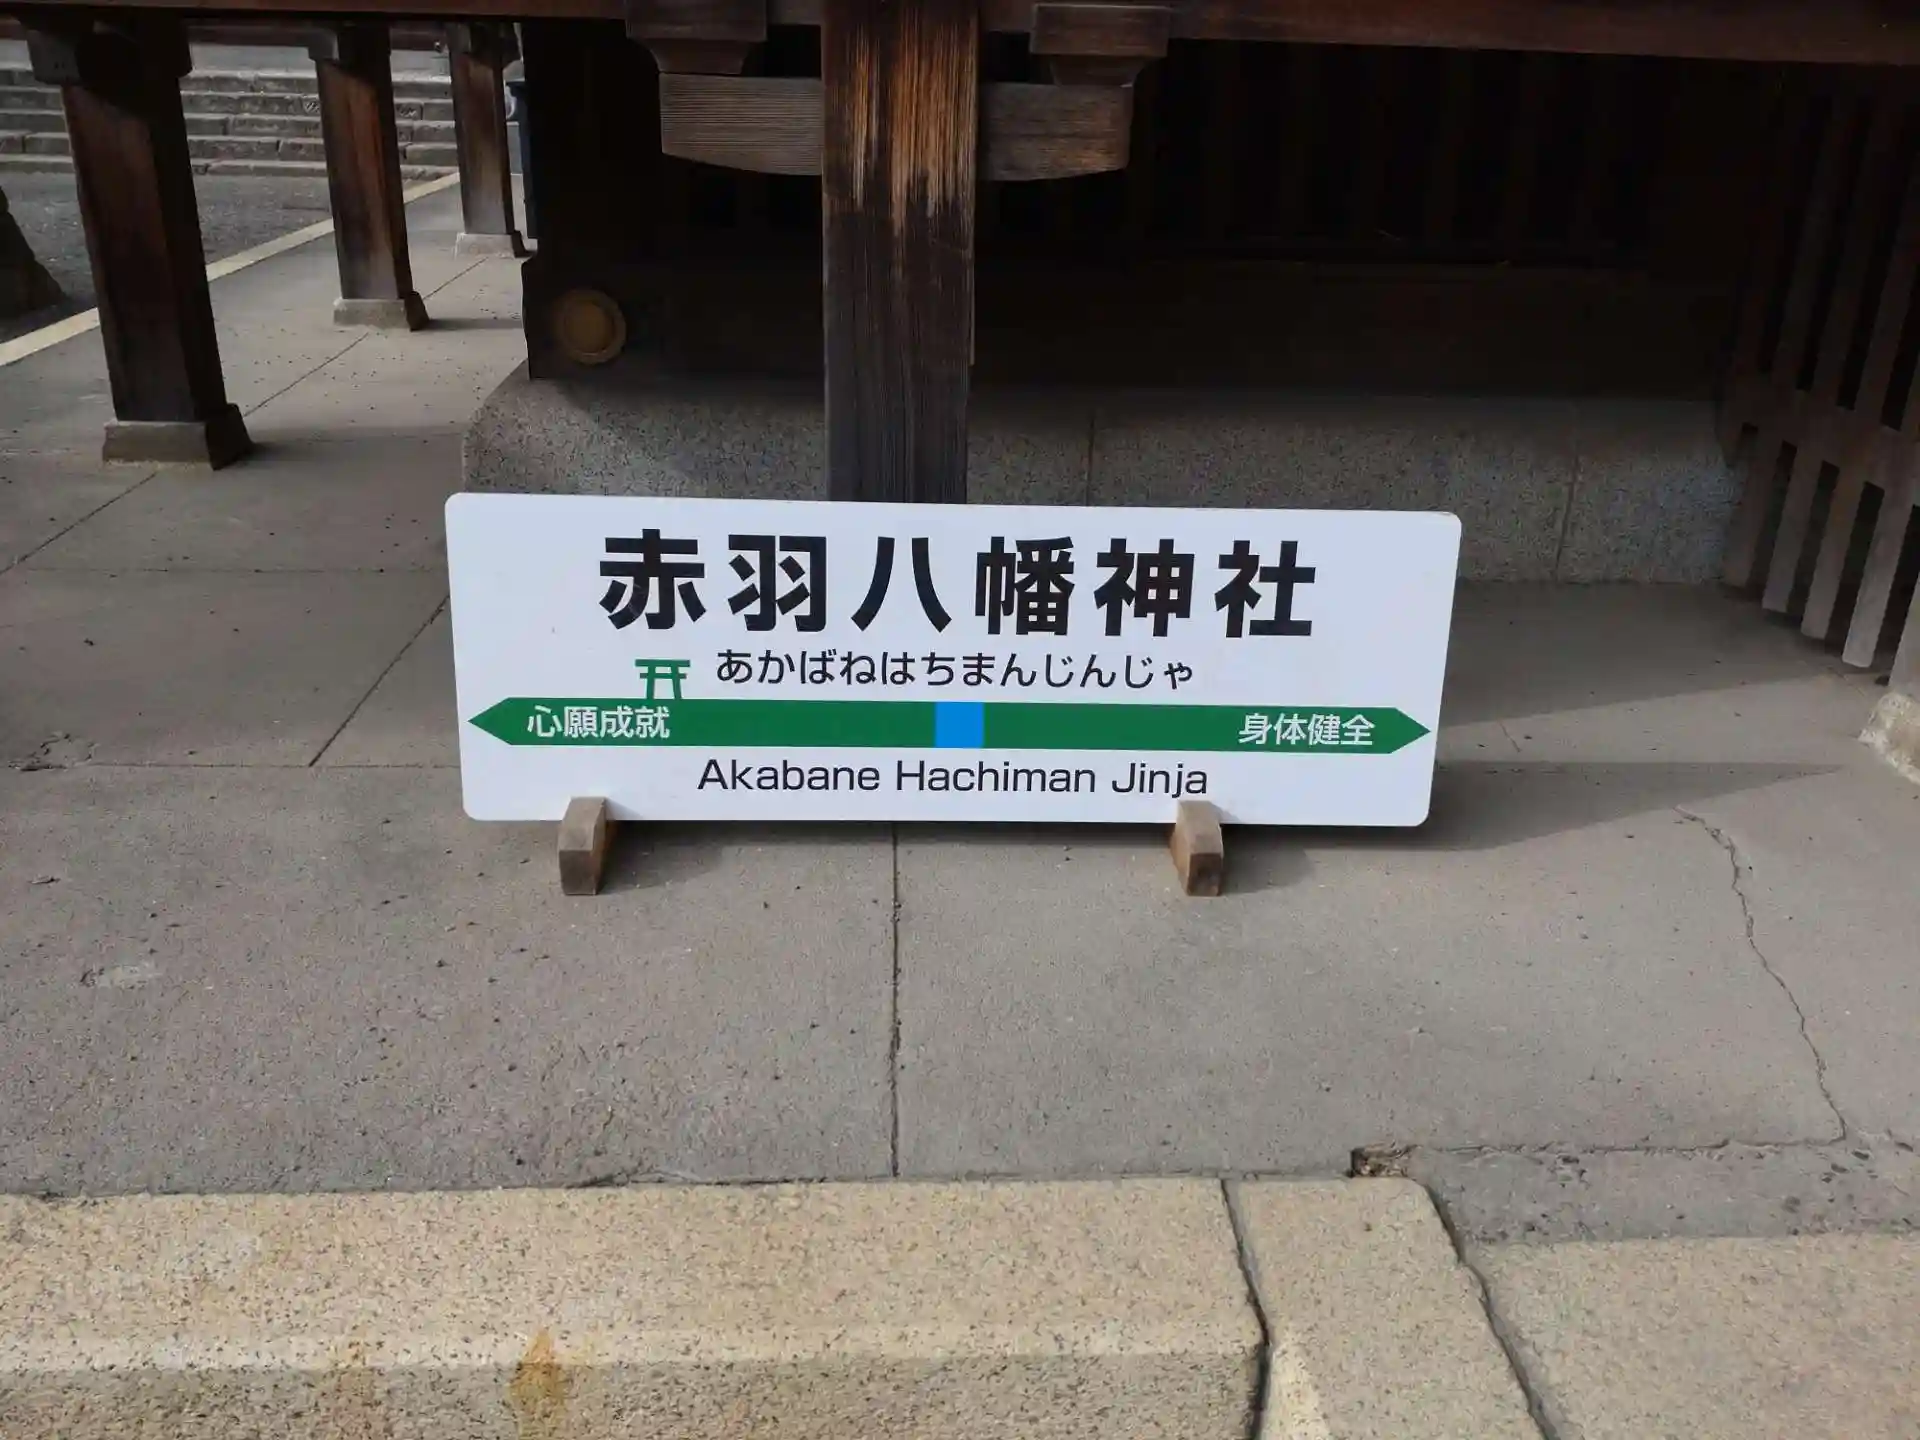 赤羽八幡神社
あかばねはちまんじんじゃ
心願成就 身体健全
Akabane Hachiman Jinja